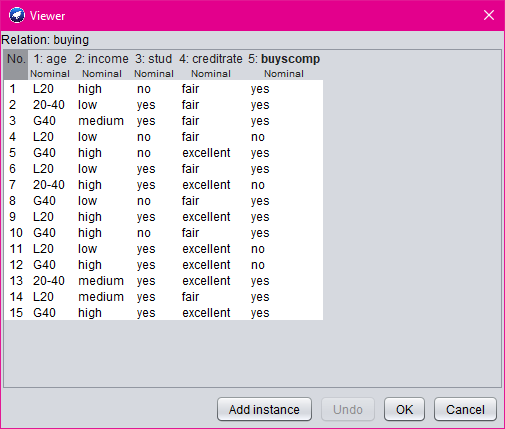 Viewer
Relation: buying
No. 1: age 2: income 3: stud 4: creditrate 5: buyscomp
Nominal Nominal Nominal Nominal Nominal
1 L20 high no fair yes
2 20-40 low yes fair yes
3 G40 medium yes fair yes
4 L20 low no fair no
5 G40 high no excellent yes
6 L20 low yes fair yes
7 20-40 high yes excellent no
8 G40 low no fair yes
9 L20 high yes excellent yes
10 G40 high no fair yes
11 L20 low yes excellent no
12 G40 high yes excellent no
13 20-40 medium yes excellent yes
14 L20 medium yes fair yes
15 G40 high yes excellent yes
Add instance Undo OK Cancel